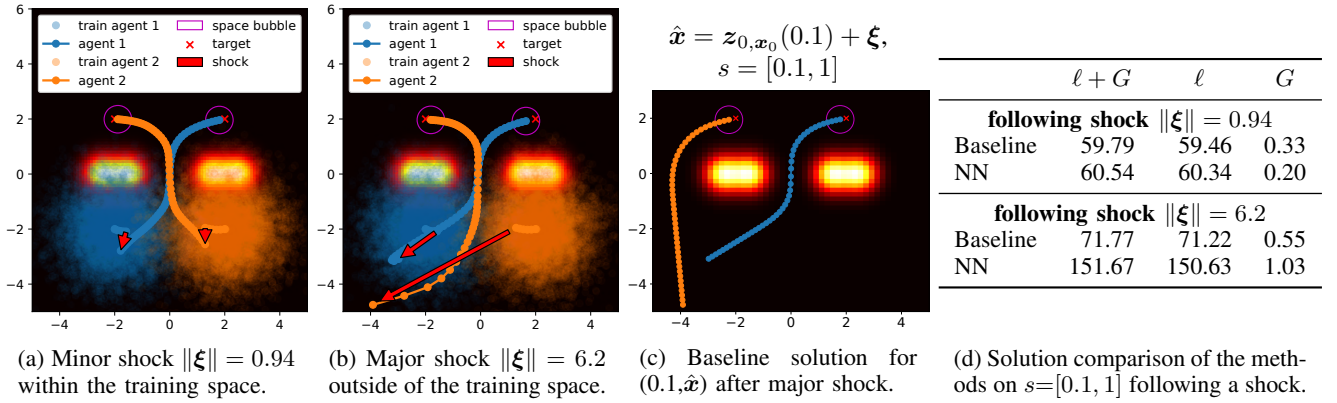 train agent 1
agent 1
train agent 2
agent 2
space bubble
target
shock
6
4
2
0
−2
−4
−4 −2 0 2 4
(a) Minor shock ‖ξ‖ = 0.94
within the training space.
train agent 1
agent 1
train agent 2
agent 2
space bubble
target
shock
6
4
2
0
−2
−4
−4 −2 0 2 4
(b) Major shock ‖ξ‖ = 6.2
outside of the training space.
x̂ = z₀,ₓ₀(0.1) + ξ,
s = [0.1, 1]
4
2
0
−2
−4
−4 −2 0 2 4
(c) Baseline solution for
(0.1,x̂) after major shock.
ℓ + G ℓ G
following shock ‖ξ‖ = 0.94
Baseline 59.79 59.46 0.33
NN 60.54 60.34 0.20
following shock ‖ξ‖ = 6.2
Baseline 71.77 71.22 0.55
NN 151.67 150.63 1.03
(d) Solution comparison of the meth-
ods on s=[0.1, 1] following a shock.